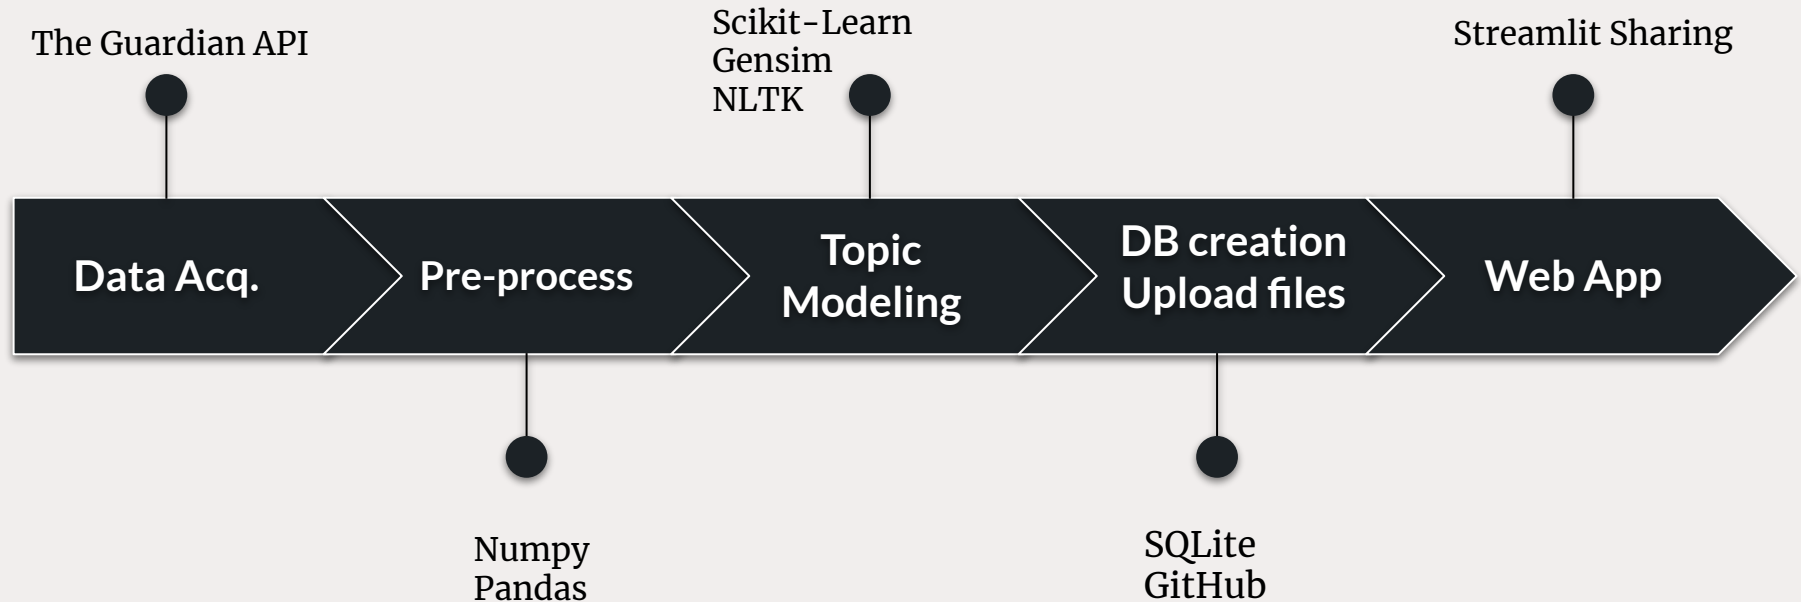 The Guardian API
Scikit-Learn
Gensim
NLTK
Streamlit Sharing
Data Acq.
Pre-process
Topic
Modeling
DB creation
Upload files
Web App
Numpy
Pandas
SQLite
GitHub